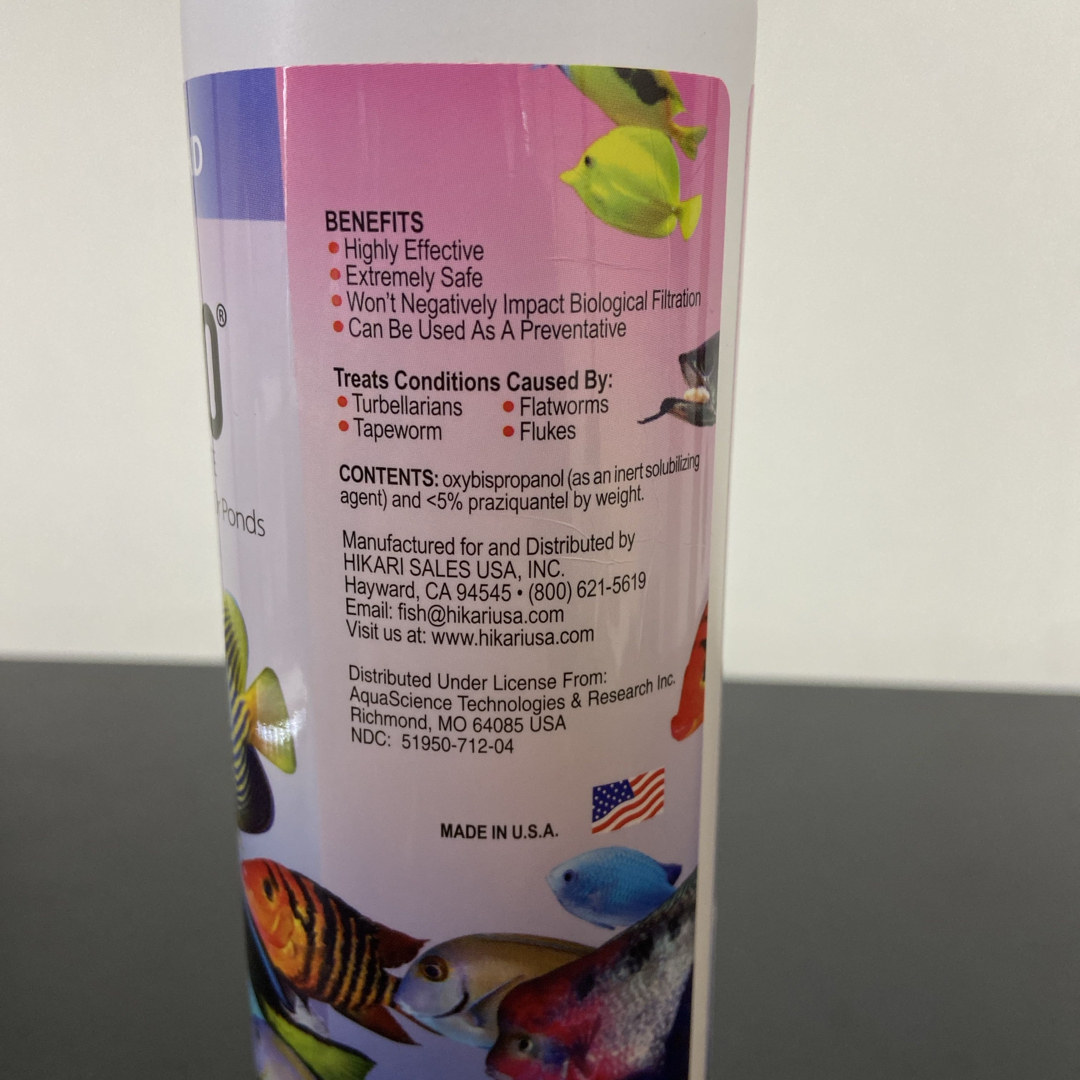 D
0®
E
r Ponds
BENEFITS
• Highly Effective
• Extremely Safe
• Won't Negatively Impact Biological Filtration
• Can Be Used As A Preventative
Treats Conditions Caused By:
• Turbellarians • Flatworms
• Tapeworm • Flukes
CONTENTS: oxybispropanol (as an inert solubilizing
agent) and <5% praziquantel by weight.
Manufactured for and Distributed by
HIKARI SALES USA, INC.
Hayward, CA 94545 • (800) 621-5619
Email: fish@hikariusa.com
Visit us at: www.hikariusa.com
Distributed Under License From:
AquaScience Technologies & Research Inc.
Richmond, MO 64085 USA
NDC: 51950-712-04
MADE IN U.S.A.